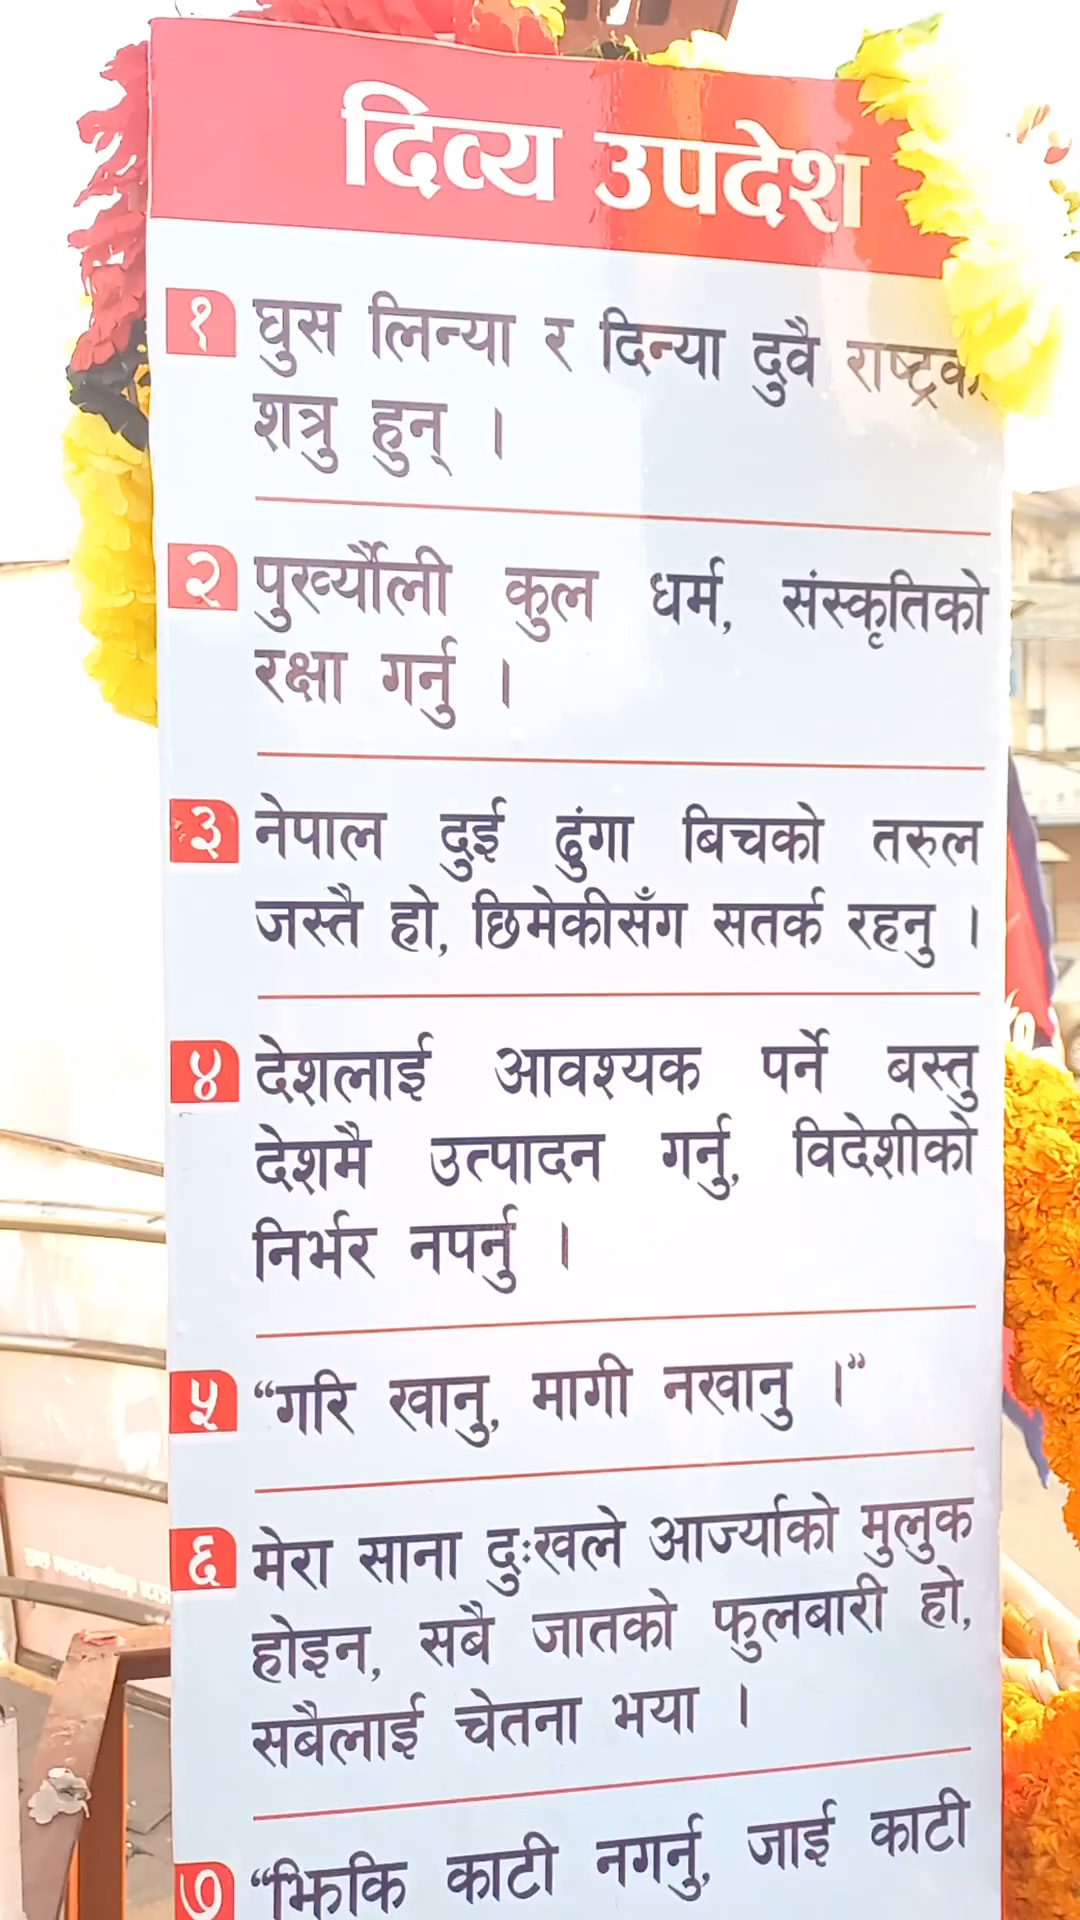 दिव्य उपदेश
१ घुस लिन्या र दिन्या दुवै
शत्रु हुन् ।
२ पुर्ख्यौली कुल धर्म, संस्कृतिको
रक्षा गर्नु ।
३ नेपाल दुई ढुंगा बिचको तरुल
जस्तै हो, छिमेकीसँग सतर्क रहनु ।
४ देशलाई आवश्यक पर्ने बस्तु
देशमै उत्पादन गर्नु, विदेशीको
निर्भर नपर्नु ।
५ “गरि खानु, मागी नखानु ।”
६ मेरा साना दुःखले आर्ज्याको मुलुक
होइन, सबै जातको फुलबारी हो,
सबैलाई चेतना भया ।
७ “झिकि काटी नगर्नु, जाई काटी